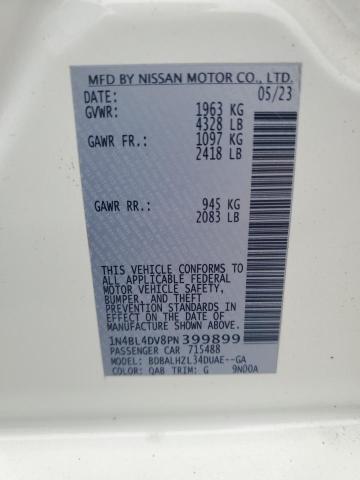 MFD BY NISSAN MOTOR CO., LTD.
DATE: 05/23
GVWR: 1963 KG
4328 LB
GAWR FR.: 1097 KG
2418 LB
GAWR RR.: 945 KG
2083 LB
THIS VEHICLE CONFORMS TO
ALL APPLICABLE FEDERAL
MOTOR VEHICLE SAFETY,
BUMPER, AND THEFT
PREVENTION STANDARDS IN
EFFECT ON THE DATE OF
MANUFACTURE SHOWN ABOVE.
1N4BL4DV8PN399899
PASSENGER CAR 715488
BDBALHZL34DUAE--GA
COLOR: QAB TRIM: G 9N00A